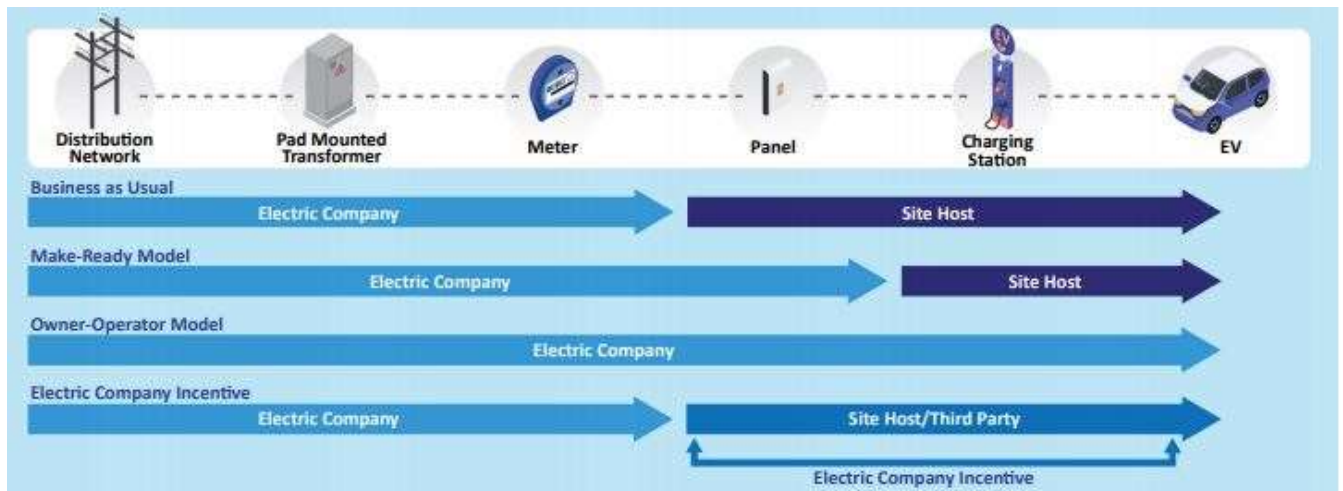 EV
Distribution
Network
Pad Mounted
Transformer
Meter
Panel
Charging
Station
EV
Business as Usual
Electric Company
Site Host
Make-Ready Model
Electric Company
Site Host
Owner-Operator Model
Electric Company
Electric Company Incentive
Electric Company
Site Host/Third Party
Electric Company Incentive